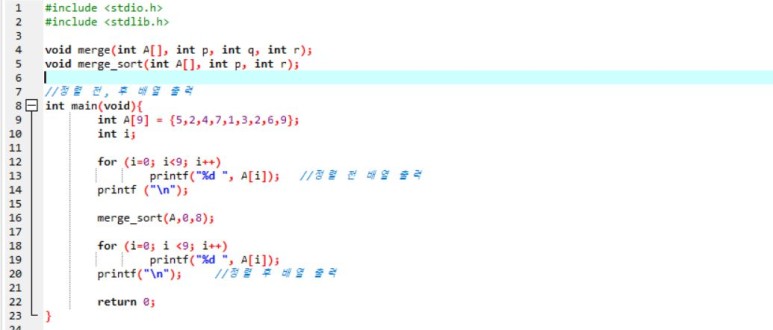 1 #include <stdio.h>
2 #include <stdlib.h>
3
4 void merge(int A[], int p, int q, int r);
5 void merge_sort(int A[], int p, int r);
6
7 //정렬 전, 후 배열 출력
8 int main(void){
9 int A[9] = {5,2,4,7,1,3,2,6,9};
10 int i;
11
12 for (i=0; i<9; i++)
13 printf("%d ", A[i]); //정렬 전 배열 출력
14 printf ("\n");
15
16 merge_sort(A,0,8);
17
18 for (i=0; i <9; i++)
19 printf("%d ", A[i]);
20 printf("\n"); //정렬 후 배열 출력
21
22 return 0;
23 }
24